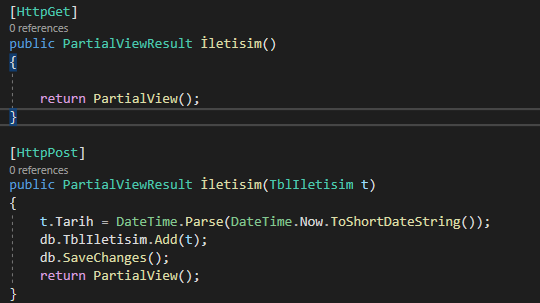 [HttpGet]
0 references
public PartialViewResult İletisim()
{
return PartialView();
}
[HttpPost]
0 references
public PartialViewResult İletisim(TblIletisim t)
{
t.Tarih = DateTime.Parse(DateTime.Now.ToShortDateString());
db.TblIletisim.Add(t);
db.SaveChanges();
return PartialView();
}